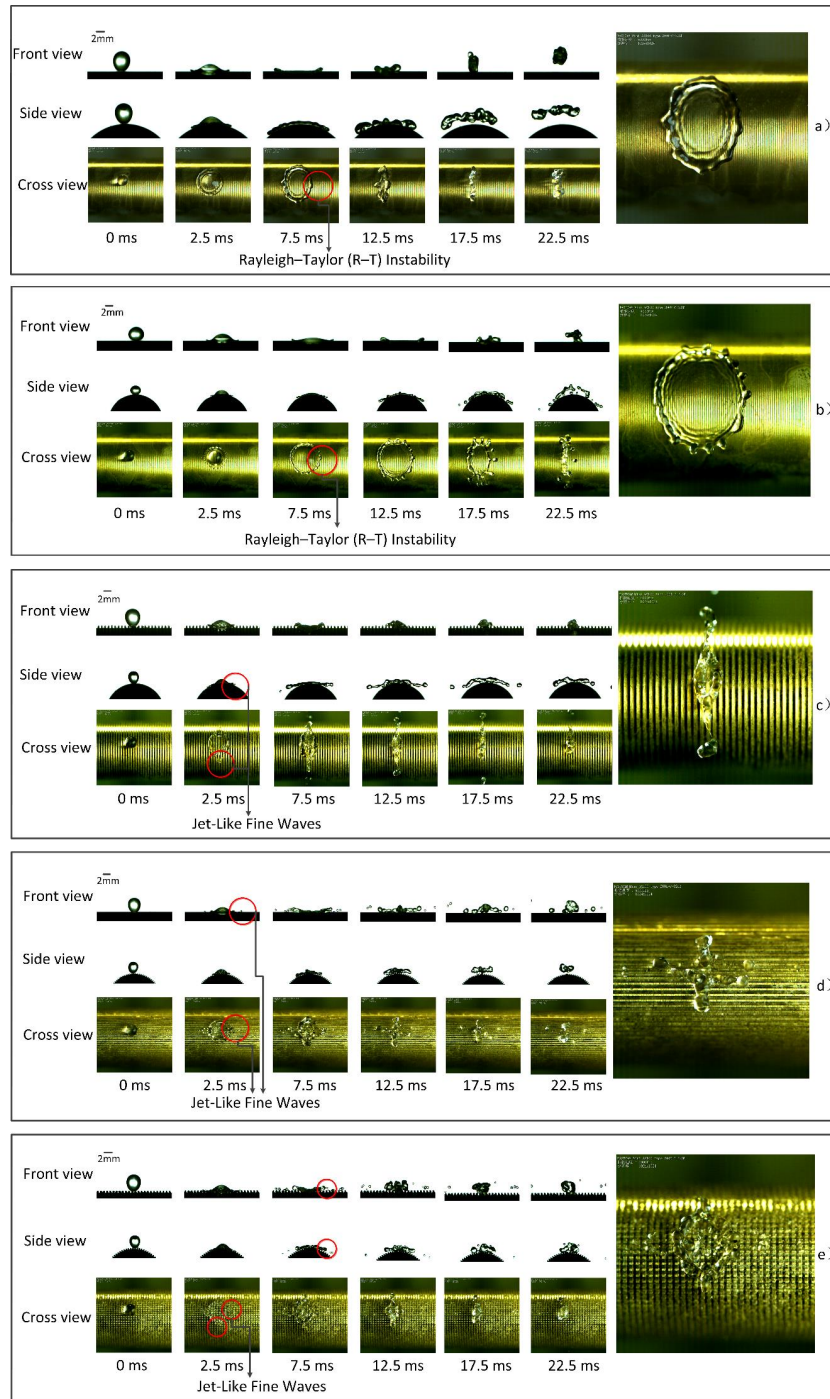 2mm
Front view
Side view
a)
Cross view
0 ms 2.5 ms 7.5 ms 12.5 ms 17.5 ms 22.5 ms
Rayleigh–Taylor (R–T) Instability
2mm
Front view
Side view
b)
Cross view
0 ms 2.5 ms 7.5 ms 12.5 ms 17.5 ms 22.5 ms
Rayleigh–Taylor (R–T) Instability
2mm
Front view
Side view
c)
Cross view
0 ms 2.5 ms 7.5 ms 12.5 ms 17.5 ms 22.5 ms
Jet-Like Fine Waves
2mm
Front view
Side view
d)
Cross view
0 ms 2.5 ms 7.5 ms 12.5 ms 17.5 ms 22.5 ms
Jet-Like Fine Waves
2mm
Front view
Side view
e)
Cross view
0 ms 2.5 ms 7.5 ms 12.5 ms 17.5 ms 22.5 ms
Jet-Like Fine Waves